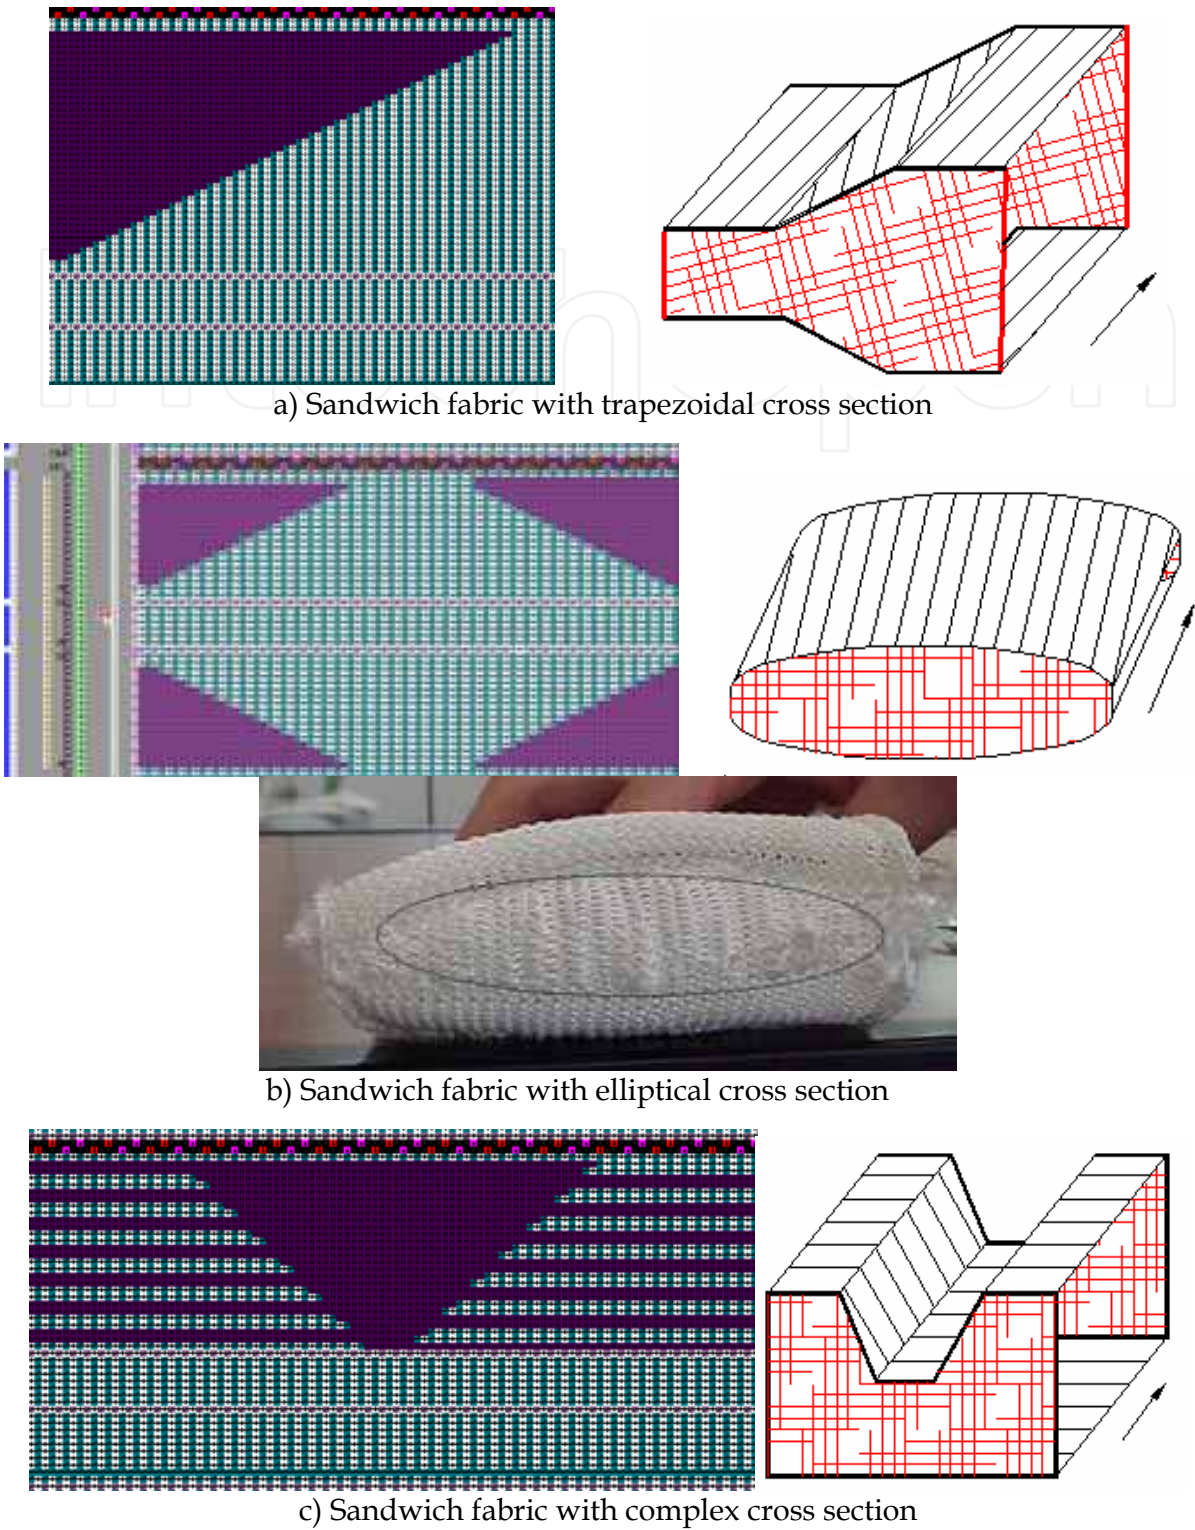 a) Sandwich fabric with trapezoidal cross section
b) Sandwich fabric with elliptical cross section
c) Sandwich fabric with complex cross section